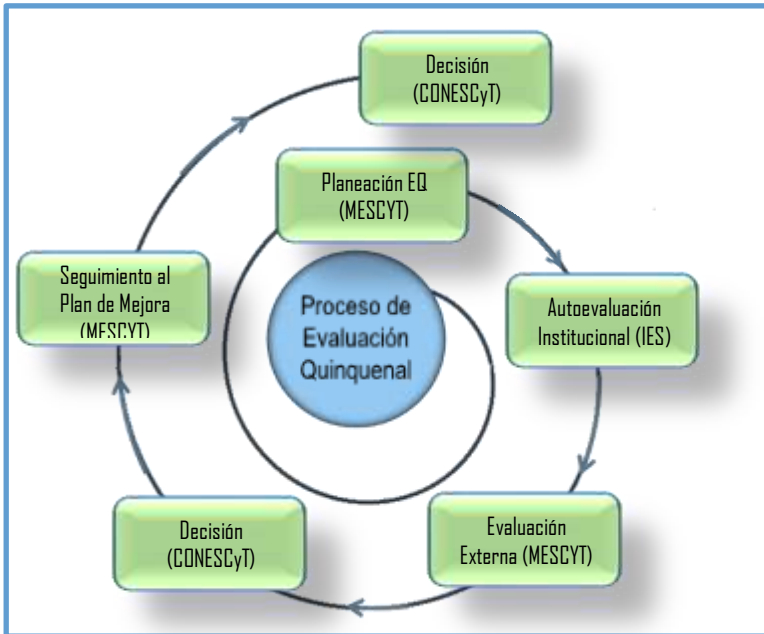 Decisión
(CONESCyT)
Planeación EQ
(MESCYT)
Seguimiento al
Plan de Mejora
(MESCYT)
Proceso de
Evaluación
Quinquenal
Autoevaluación
Institucional (IES)
Decisión
(CONESCyT)
Evaluación
Externa (MESCYT)